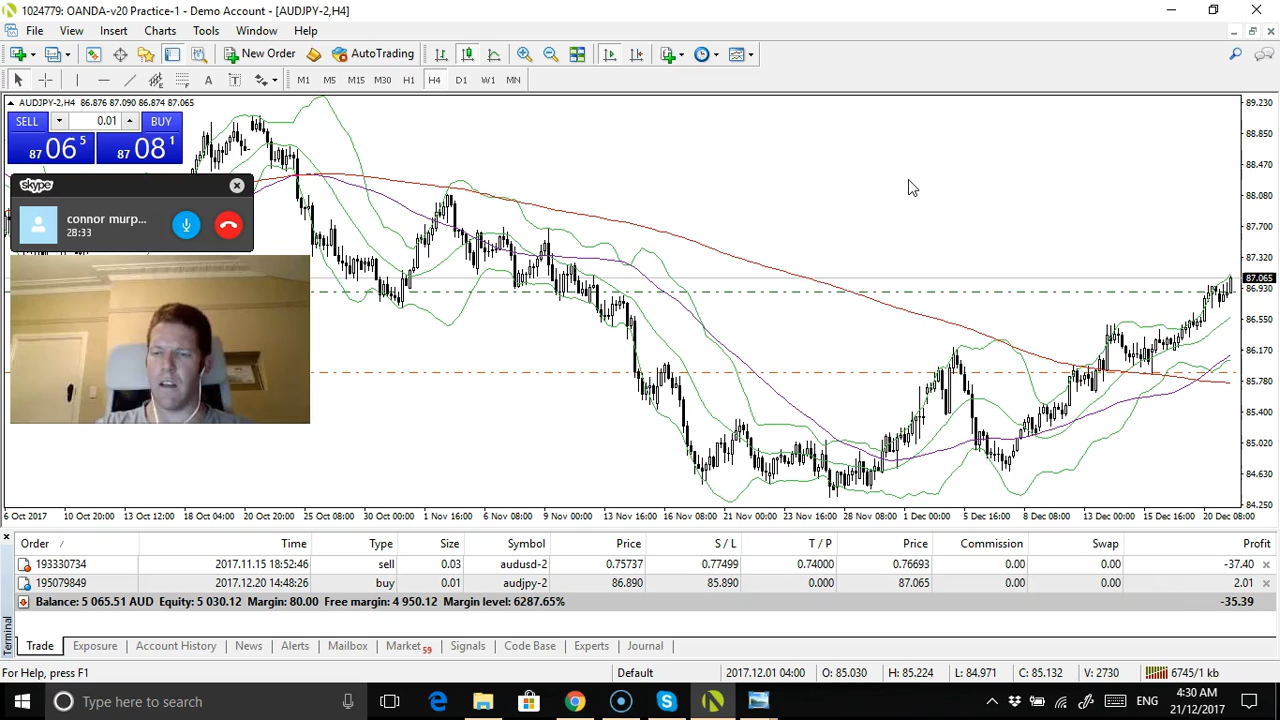 1024779: OANDA-v20 Practice-1 - Demo Account - [AUDJPY-2,H4]
File View Insert Charts Tools Window Help
New Order AutoTrading
A T M1 M5 M15 M30 H1 H4 D1 W1 MN
AUDJPY-2,H4 86.876 87.090 86.874 87.065
SELL 0.01 BUY
87 06 5 87 08 1
skype
connor murp...
28:33
89.230
88.850
88.470
88.080
87.700
87.320
87.065
86.930
86.550
86.170
85.780
85.400
85.020
84.630
84.250
6 Oct 2017 10 Oct 20:00 13 Oct 12:00 18 Oct 04:00 20 Oct 20:00 25 Oct 08:00 30 Oct 00:00 1 Nov 16:00 6 Nov 08:00 9 Nov 00:00 13 Nov 16:00 16 Nov 08:00 21 Nov 00:00 23 Nov 16:00 28 Nov 08:00 1 Dec 00:00 5 Dec 16:00 8 Dec 08:00 13 Dec 00:00 15 Dec 16:00 20 Dec 08:00
Order / Time Type Size Symbol Price S / L T / P Price Commission Swap Profit
193330734 2017.11.15 18:52:46 sell 0.03 audusd-2 0.75737 0.77499 0.74000 0.76693 0.00 0.00 -37.40
195079849 2017.12.20 14:48:26 buy 0.01 audjpy-2 86.890 85.890 0.000 87.065 0.00 0.00 2.01
Balance: 5 065.51 AUD Equity: 5 030.12 Margin: 80.00 Free margin: 4 950.12 Margin level: 6287.65% -35.39
Terminal
Trade Exposure Account History News Alerts Mailbox Market 59 Signals Code Base Experts Journal
For Help, press F1 Default 2017.12.01 04:00 O: 85.030 H: 85.224 L: 84.971 C: 85.132 V: 2730 6745/1 kb
Type here to search
ENG
4:30 AM
21/12/2017